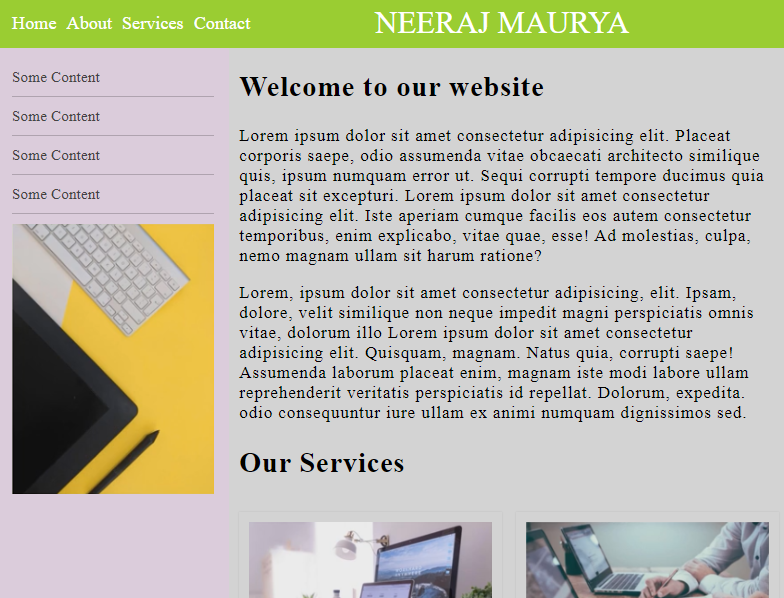 Home About Services Contact
NEERAJ MAURYA
Some Content
Some Content
Some Content
Some Content
Welcome to our website
Lorem ipsum dolor sit amet consectetur adipisicing elit. Placeat
corporis saepe, odio assumenda vitae obcaecati architecto similique
quis, ipsum numquam error ut. Sequi corrupti tempore ducimus quia
placeat sit excepturi. Lorem ipsum dolor sit amet consectetur
adipisicing elit. Iste aperiam cumque facilis eos autem consectetur
temporibus, enim explicabo, vitae quae, esse! Ad molestias, culpa,
nemo magnam ullam sit harum ratione?
Lorem, ipsum dolor sit amet consectetur adipisicing, elit. Ipsam,
dolore, velit similique non neque impedit magni perspiciatis omnis
vitae, dolorum illo Lorem ipsum dolor sit amet consectetur
adipisicing elit. Quisquam, magnam. Natus quia, corrupti saepe!
Assumenda laborum placeat enim, magnam iste modi labore ullam
reprehenderit veritatis perspiciatis id repellat. Dolorum, expedita.
odio consequuntur iure ullam ex animi numquam dignissimos sed.
Our Services